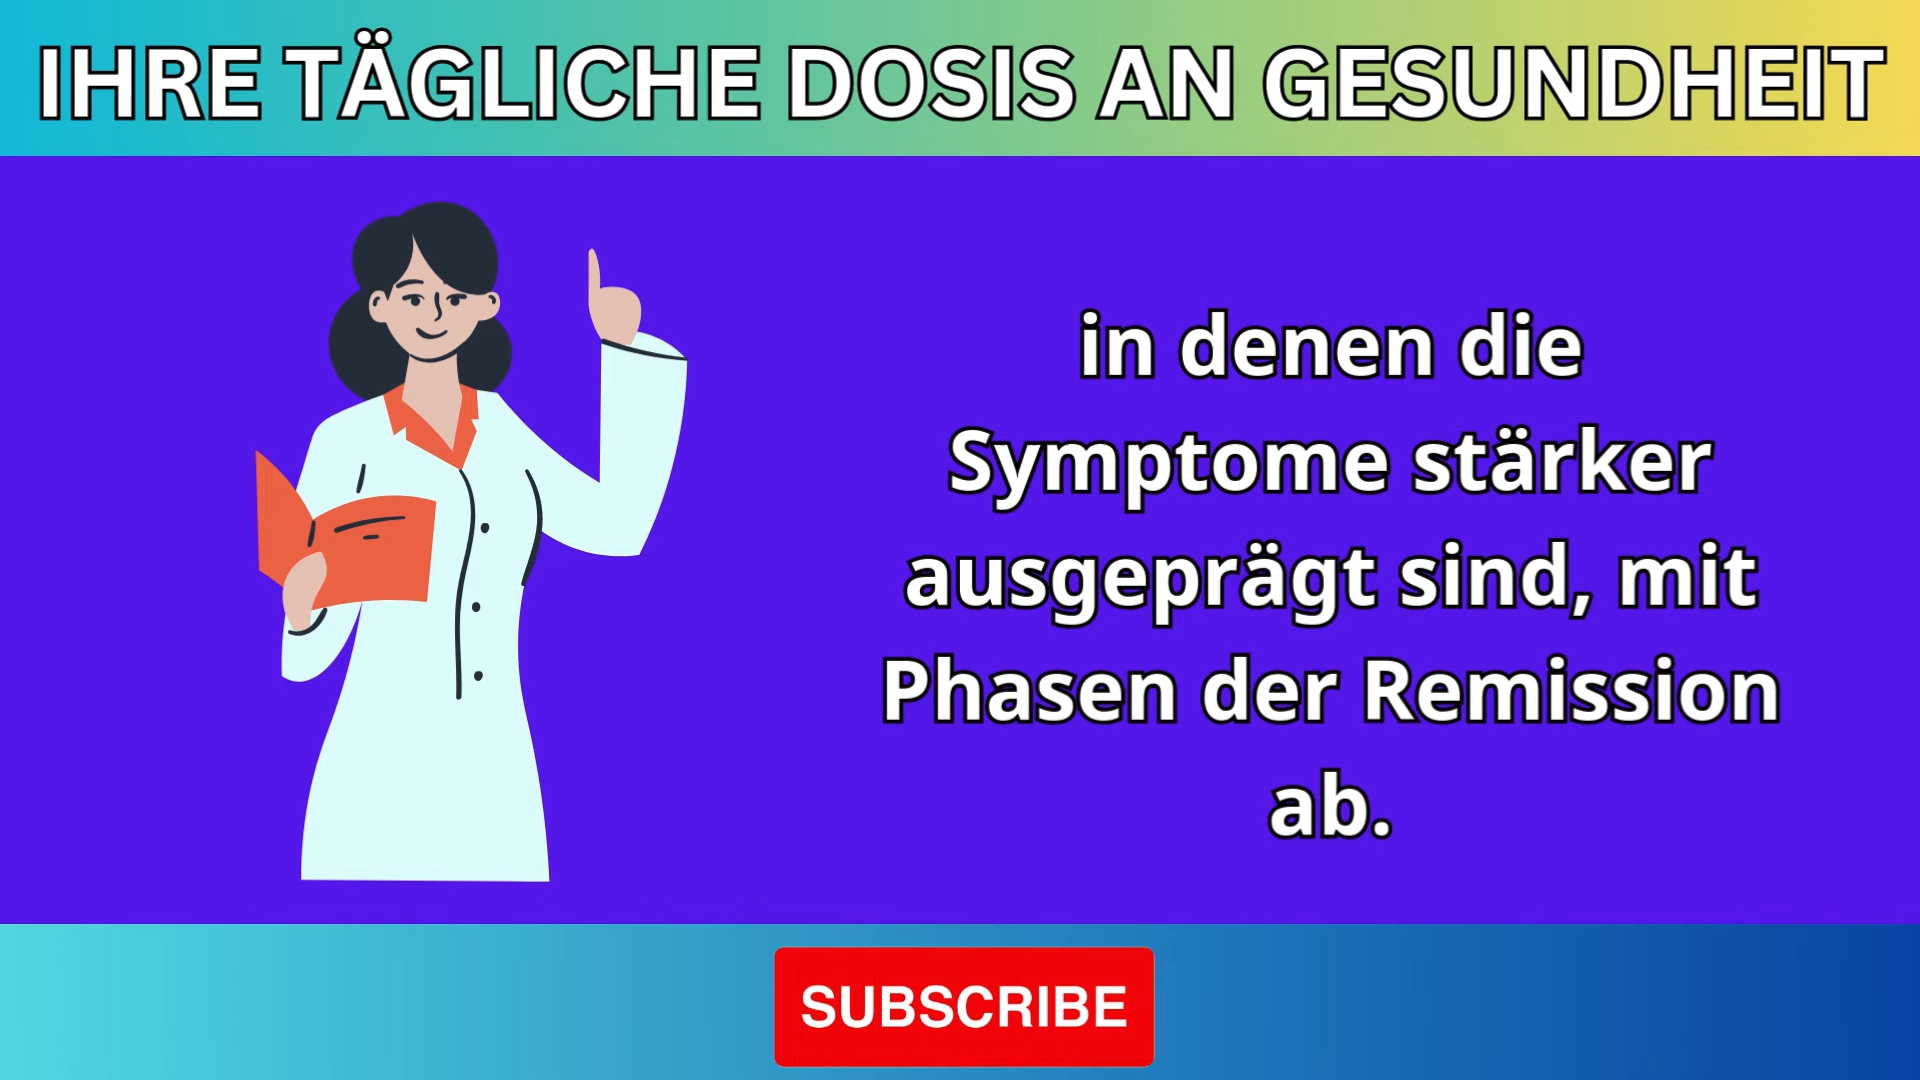 IHRE TÄGLICHE DOSIS AN GESUNDHEIT
in denen die
Symptome stärker
ausgeprägt sind, mit
Phasen der Remission
ab.
SUBSCRIBE